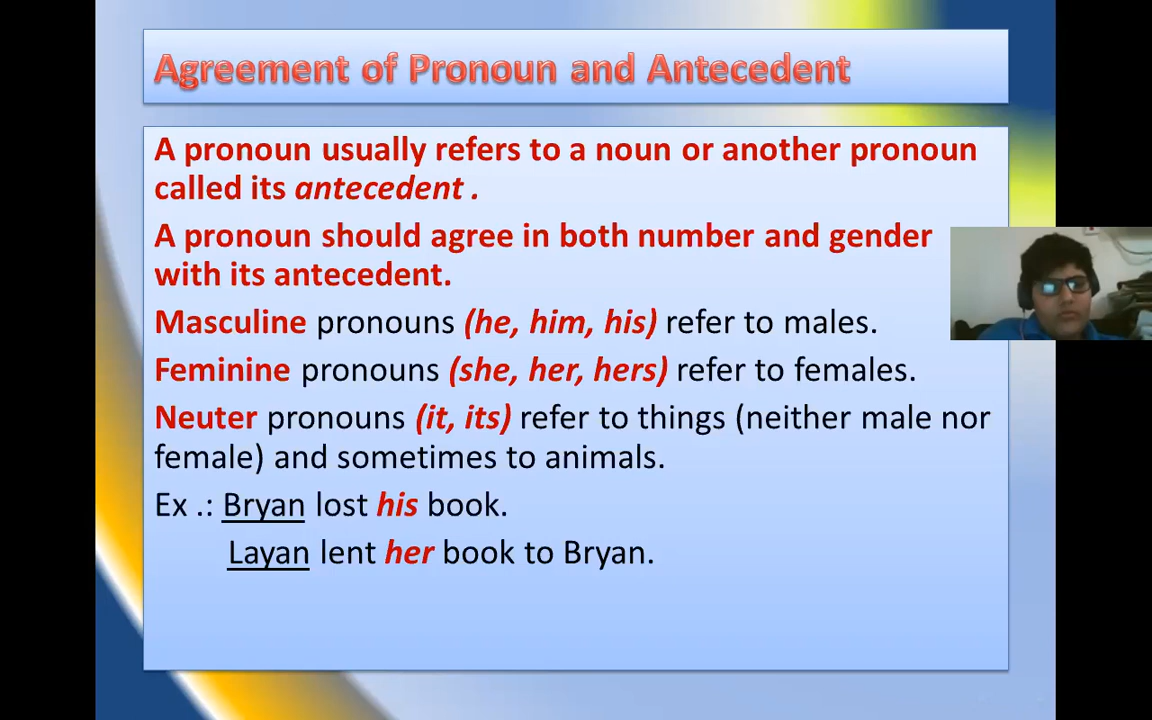 Agreement of Pronoun and Antecedent
A pronoun usually refers to a noun or another pronoun
called its antecedent .
A pronoun should agree in both number and gender
with its antecedent.
Masculine pronouns (he, him, his) refer to males.
Feminine pronouns (she, her, hers) refer to females.
Neuter pronouns (it, its) refer to things (neither male nor
female) and sometimes to animals.
Ex .: Bryan lost his book.
Layan lent her book to Bryan.